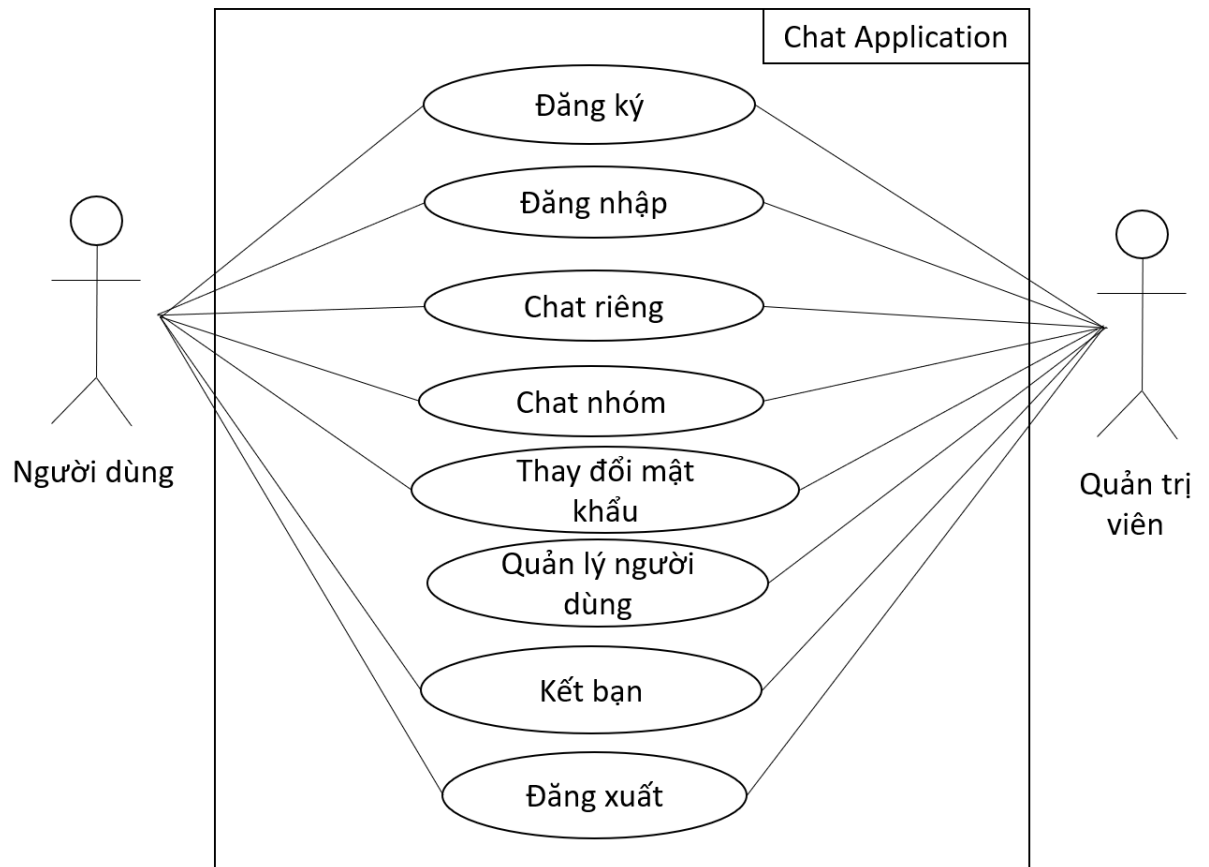 Chat Application
Đăng ký
Đăng nhập
Chat riêng
Chat nhóm
Thay đổi mật
khẩu
Quản lý người
dùng
Kết bạn
Đăng xuất
Người dùng
Quản trị
viên